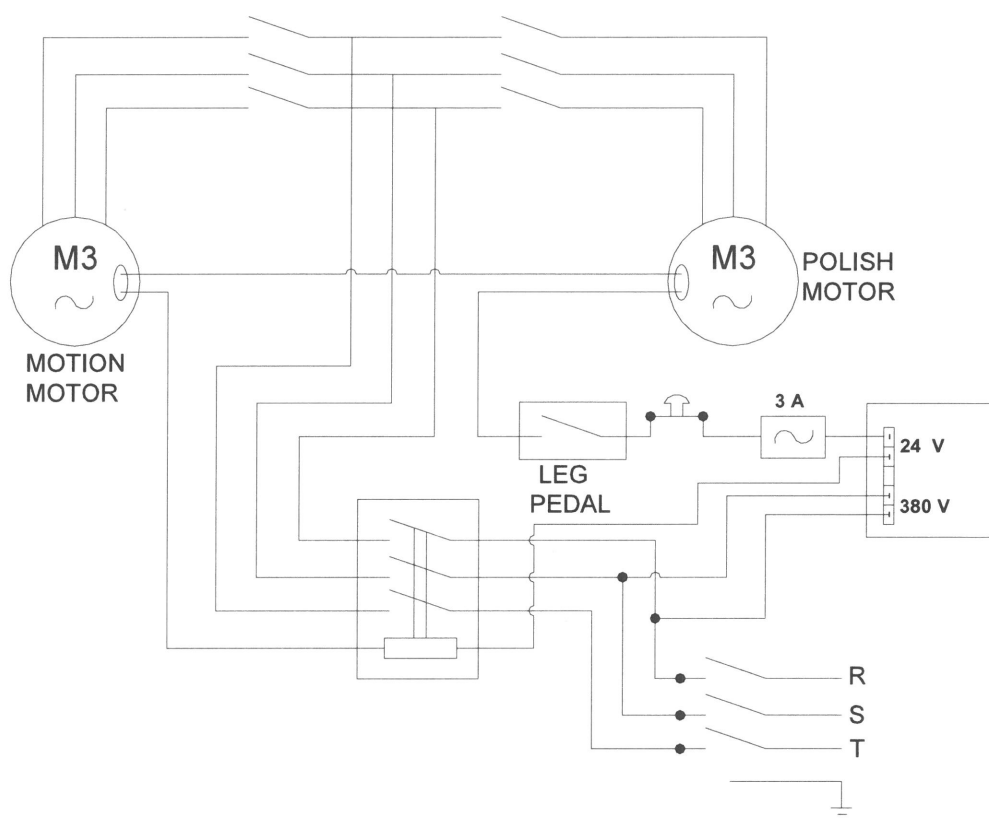 M3
M3
POLISH
MOTOR
MOTION
MOTOR
3 A
24 V
LEG
PEDAL
380 V
R
S
T